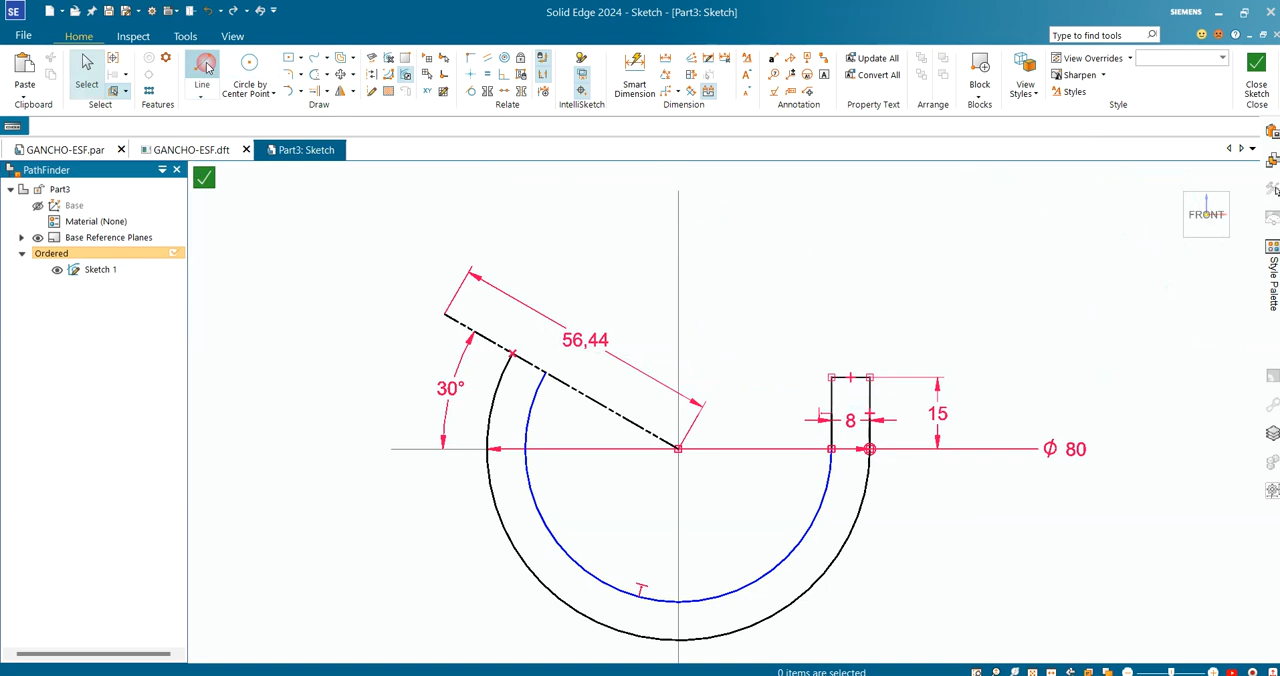 SE
Solid Edge 2024 - Sketch - [Part3: Sketch]
SIEMENS
File
Home
Inspect
Tools
View
Type to find tools
Paste
Select
Line
Circle by
Center Point
Smart
Dimension
Update All
Convert All
Block
View
Styles
View Overrides
Sharpen
Styles
Close
Sketch
Clipboard
Select
Features
Draw
Relate
IntelliSketch
Dimension
Annotation
Property Text
Arrange
Blocks
Style
Close
GANCHO-ESF.par
GANCHO-ESF.dft
Part3: Sketch
PathFinder
Part3
Base
Material (None)
Base Reference Planes
Ordered
Sketch 1
FRONT
Style Palette
56,44
30°
8
15
Ø 80
0 items are selected